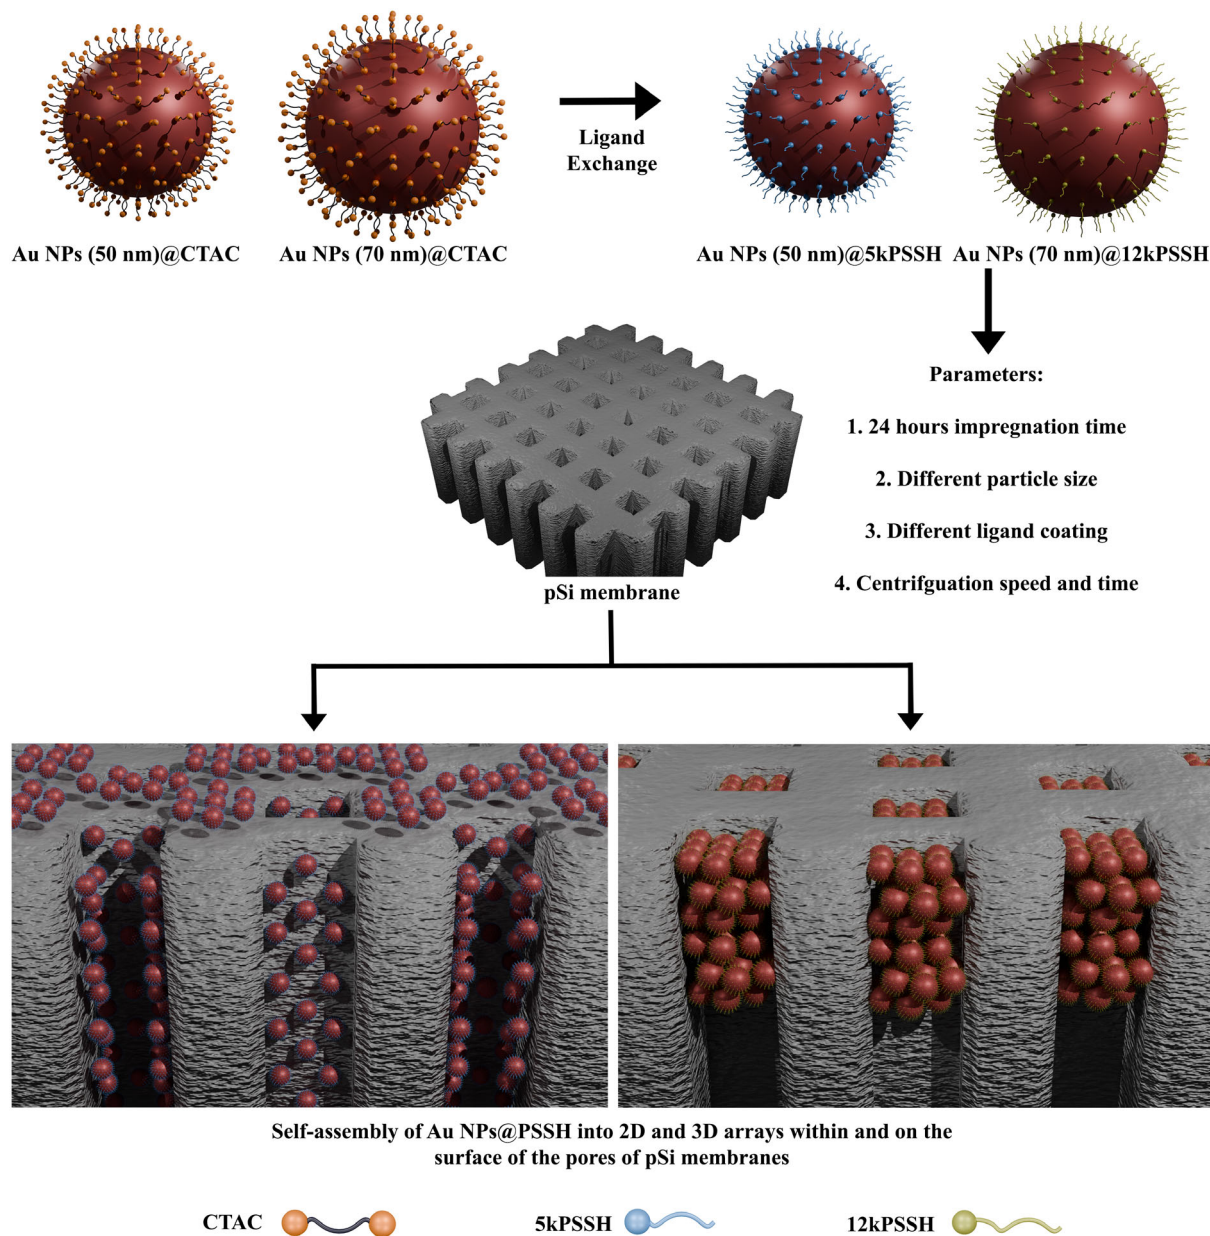 Ligand
Exchange
Au NPs (50 nm)@CTAC
Au NPs (70 nm)@CTAC
Au NPs (50 nm)@5kPSSH
Au NPs (70 nm)@12kPSSH
Parameters:
1. 24 hours impregnation time
2. Different particle size
3. Different ligand coating
4. Centrifguation speed and time
pSi membrane
Self-assembly of Au NPs@PSSH into 2D and 3D arrays within and on the
surface of the pores of pSi membranes
CTAC
5kPSSH
12kPSSH